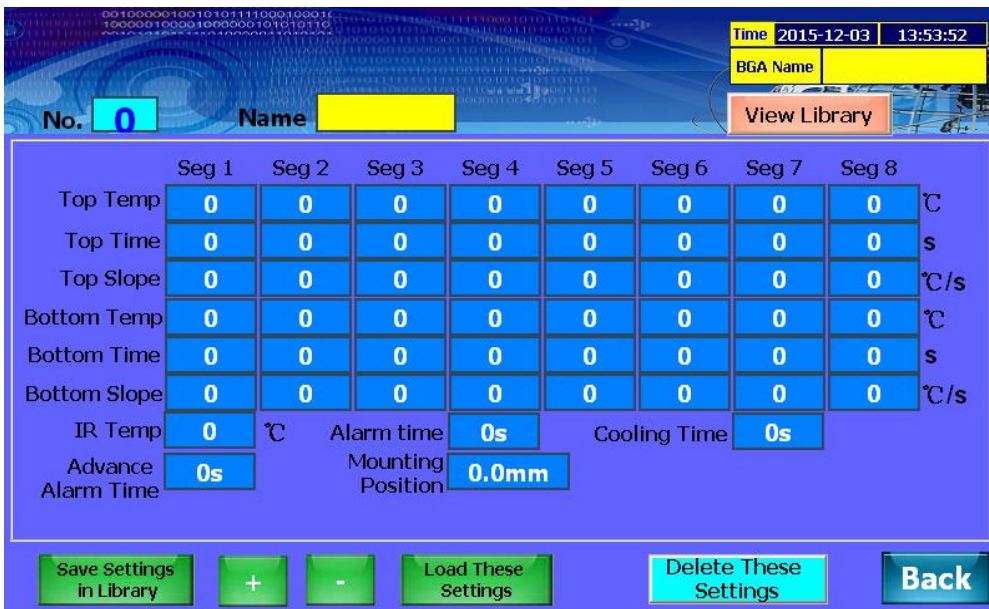 Time 2015-12-03 13:53:52
BGA Name
No. 0 Name
View Library
Seg 1 Seg 2 Seg 3 Seg 4 Seg 5 Seg 6 Seg 7 Seg 8
Top Temp 0 0 0 0 0 0 0 0 ℃
Top Time 0 0 0 0 0 0 0 0 s
Top Slope 0 0 0 0 0 0 0 0 ℃/s
Bottom Temp 0 0 0 0 0 0 0 0 ℃
Bottom Time 0 0 0 0 0 0 0 0 s
Bottom Slope 0 0 0 0 0 0 0 0 ℃/s
IR Temp 0 ℃ Alarm time 0s Cooling Time 0s
Advance
Alarm Time 0s
Mounting
Position 0.0mm
Save Settings
in Library
+
-
Load These
Settings
Delete These
Settings
Back